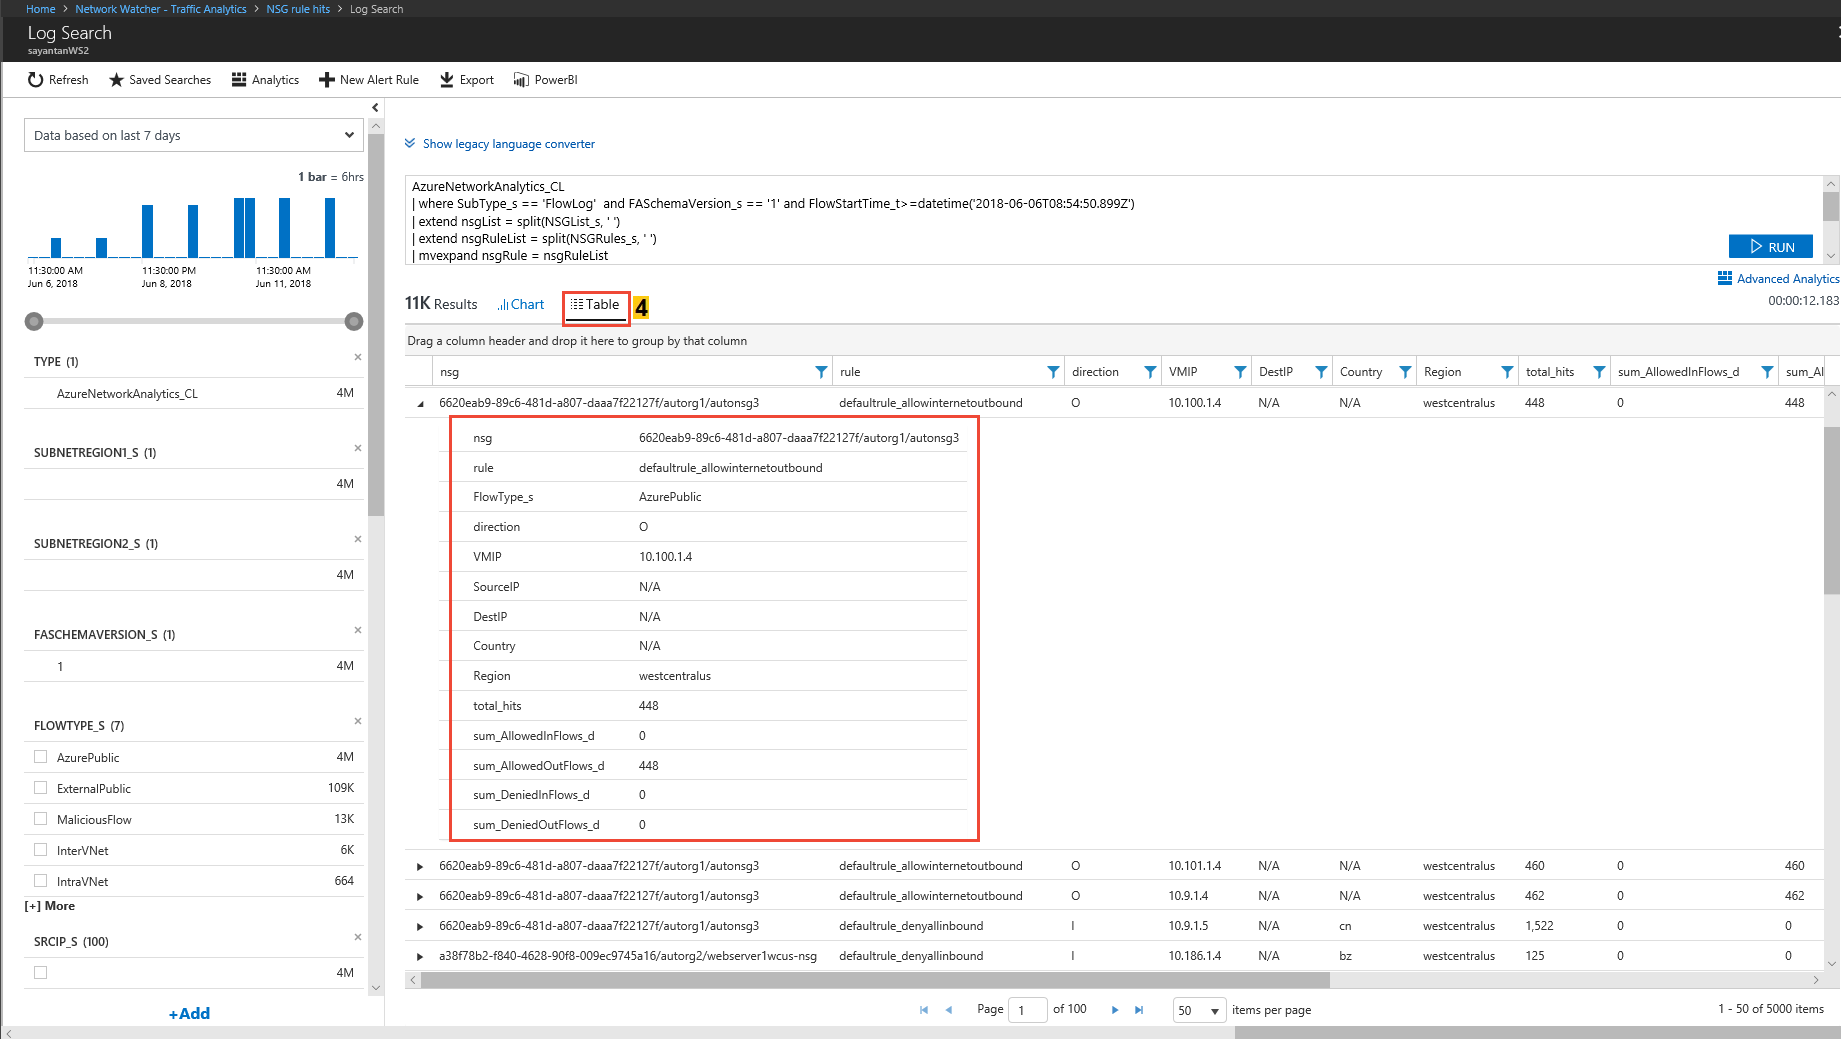 Home > Network Watcher - Traffic Analytics > NSG rule hits > Log Search
Log Search
sayantanWS2
Refresh Saved Searches Analytics New Alert Rule Export PowerBI
Data based on last 7 days
1 bar = 6hrs
11:30:00 AM 11:30:00 PM 11:30:00 AM
Jun 6, 2018 Jun 8, 2018 Jun 11, 2018
TYPE (1)
AzureNetworkAnalytics_CL 4M
SUBNETREGION1_S (1)
4M
SUBNETREGION2_S (1)
4M
FASCHEMAVERSION_S (1)
1 4M
FLOWTYPE_S (7)
AzurePublic 4M
ExternalPublic 109K
MaliciousFlow 13K
InterVNet 6K
IntraVNet 664
[+] More
SRCIP_S (100)
4M
+Add
Show legacy language converter
AzureNetworkAnalytics_CL
| where SubType_s == 'FlowLog' and FASchemaVersion_s == '1' and FlowStartTime_t>=datetime('2018-06-06T08:54:50.899Z')
| extend nsgList = split(NSGList_s, ' ')
| extend nsgRuleList = split(NSGRules_s, ' ')
| mvexpand nsgRule = nsgRuleList
RUN
Advanced Analytics
11K Results Chart Table 4
00:00:12.183
Drag a column header and drop it here to group by that column
nsg rule direction VMIP DestIP Country Region total_hits sum_AllowedInFlows_d sum_Al
6620eab9-89c6-481d-a807-daaa7f22127f/autorg1/autonsg3 defaultrule_allowinternetoutbound O 10.100.1.4 N/A N/A westcentralus 448 0 448
nsg 6620eab9-89c6-481d-a807-daaa7f22127f/autorg1/autonsg3
rule defaultrule_allowinternetoutbound
FlowType_s AzurePublic
direction O
VMIP 10.100.1.4
SourceIP N/A
DestIP N/A
Country N/A
Region westcentralus
total_hits 448
sum_AllowedInFlows_d 0
sum_AllowedOutFlows_d 448
sum_DeniedInFlows_d 0
sum_DeniedOutFlows_d 0
6620eab9-89c6-481d-a807-daaa7f22127f/autorg1/autonsg3 defaultrule_allowinternetoutbound O 10.101.1.4 N/A N/A westcentralus 460 0 460
6620eab9-89c6-481d-a807-daaa7f22127f/autorg1/autonsg3 defaultrule_allowinternetoutbound O 10.9.1.4 N/A N/A westcentralus 462 0 462
6620eab9-89c6-481d-a807-daaa7f22127f/autorg1/autonsg3 defaultrule_denyallinbound I 10.9.1.5 N/A cn westcentralus 1,522 0 0
a38f78b2-f840-4628-90f8-009ec9745a16/autorg2/webserver1wcus-nsg defaultrule_denyallinbound I 10.186.1.4 N/A bz westcentralus 125 0 0
Page 1 of 100 50 items per page 1 - 50 of 5000 items